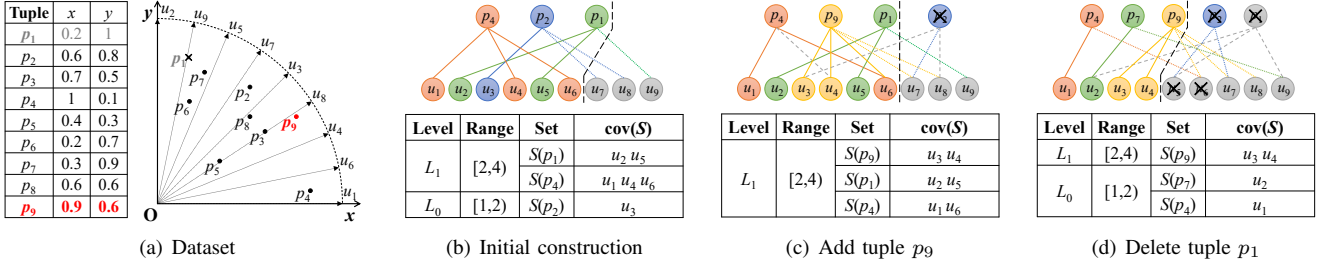 Tuple x y
p1 0.2 1
p2 0.6 0.8
p3 0.7 0.5
p4 1 0.1
p5 0.4 0.3
p6 0.2 0.7
p7 0.3 0.9
p8 0.6 0.6
p9 0.9 0.6
y u2 u9 u5 u7 u3 u8 u4 u6 u1
p1 p7 p2 p6 p8 p9 p3 p5 p4
O x
(a) Dataset
p4 p2 p1
u1 u2 u3 u4 u5 u6 u7 u8 u9
Level Range Set cov(S)
L1 [2,4) S(p1) u2 u5
S(p4) u1 u4 u6
L0 [1,2) S(p2) u3
(b) Initial construction
p4 p9 p1
u1 u2 u3 u4 u5 u6 u7 u8 u9
Level Range Set cov(S)
L1 [2,4) S(p9) u3 u4
S(p1) u2 u5
S(p4) u1 u6
(c) Add tuple p9
p4 p7 p9
u1 u2 u3 u4 u7 u8 u9
Level Range Set cov(S)
L1 [2,4) S(p9) u3 u4
L0 [1,2) S(p7) u2
S(p4) u1
(d) Delete tuple p1